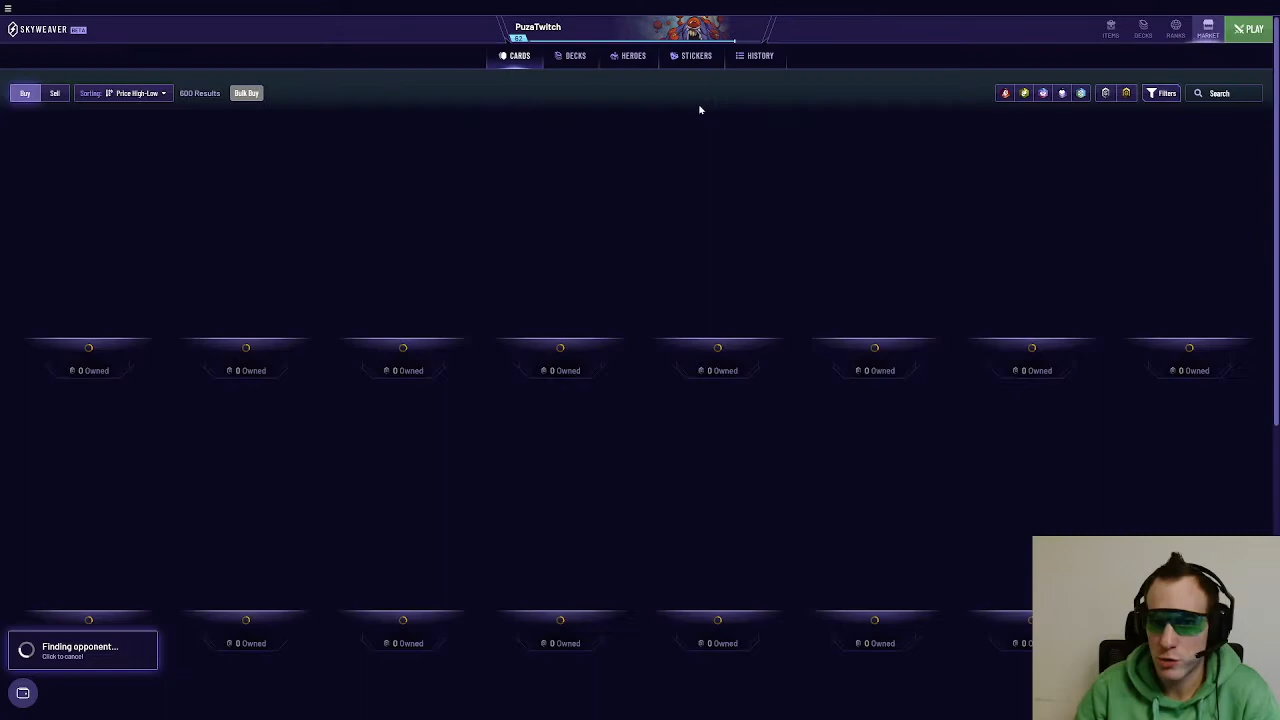 SKYWEAVER BETA
PuzaTwitch
62
ITEMS DECKS RANKS MARKET PLAY
CARDS DECKS HEROES STICKERS HISTORY
Buy Sell Sorting: Price High-Low 600 Results Bulk Buy Filters Search
0 Owned 0 Owned 0 Owned 0 Owned 0 Owned 0 Owned 0 Owned 0 Owned
0 Owned 0 Owned 0 Owned 0 Owned 0 Owned 0
Finding opponent...
Click to cancel